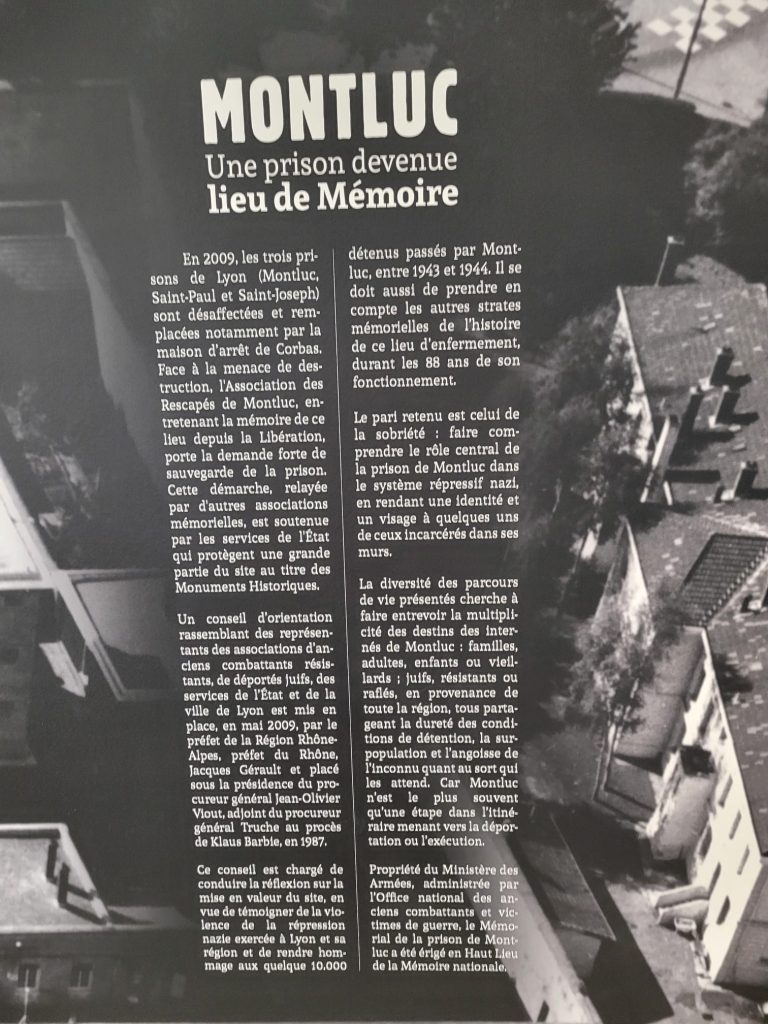 MONTLUC
Une prison devenue
lieu de Mémoire
En 2009, les trois pri-
sons de Lyon (Montluc,
Saint-Paul et Saint-Joseph)
sont désaffectées et rem-
placées notamment par la
maison d'arrêt de Corbas.
Face à la menace de des-
truction, l'Association des
Rescapés de Montluc, en-
tretenant la mémoire de ce
lieu depuis la Libération,
porte la demande forte de
sauvegarde de la prison.
Cette démarche, relayée
par d'autres associations
mémorielles, est soutenue
par les services de l'État
qui protègent une grande
partie du site au titre des
Monuments Historiques.
Un conseil d'orientation
rassemblant des représen-
tants des associations d'an-
ciens combattants résis-
tants, de déportés juifs, des
services de l'État et de la
ville de Lyon est mis en
place, en mai 2009, par le
préfet de la Région Rhône-
Alpes, préfet du Rhône,
Jacques Gérault et placé
sous la présidence du pro-
cureur général Jean-Olivier
Viout, adjoint du procureur
général Truche au procès
de Klaus Barbie, en 1987.
Ce conseil est chargé de
conduire la réflexion sur la
mise en valeur du site, en
vue de témoigner de la vio-
lence de la répression
nazie exercée à Lyon et sa
région et de rendre hom-
mage aux quelque 10.000
détenus passés par Mont-
luc, entre 1943 et 1944. Il se
doit aussi de prendre en
compte les autres strates
mémorielles de l'histoire
de ce lieu d'enfermement,
durant les 88 ans de son
fonctionnement.
Le pari retenu est celui de
la sobriété : faire com-
prendre le rôle central de
la prison de Montluc dans
le système répressif nazi,
en rendant une identité et
un visage à quelques uns
de ceux incarcérés dans ses
murs.
La diversité des parcours
de vie présentés cherche à
faire entrevoir la multipli-
cité des destins des inter-
nés de Montluc : familles,
adultes, enfants ou vieil-
lards ; juifs, résistants ou
raflés, en provenance de
toute la région, tous parta-
geant la dureté des condi-
tions de détention, la sur-
population et l'angoisse de
l'inconnu quant au sort qui
les attend. Car Montluc
n'est le plus souvent
qu'une étape dans l'itiné-
raire menant vers la dépor-
tation ou l'exécution.
Propriété du Ministère des
Armées, administrée par
l'Office national des an-
ciens combattants et vic-
times de guerre, le Mémo-
rial de la prison de Mont-
luc a été érigé en Haut Lieu
de la Mémoire nationale.